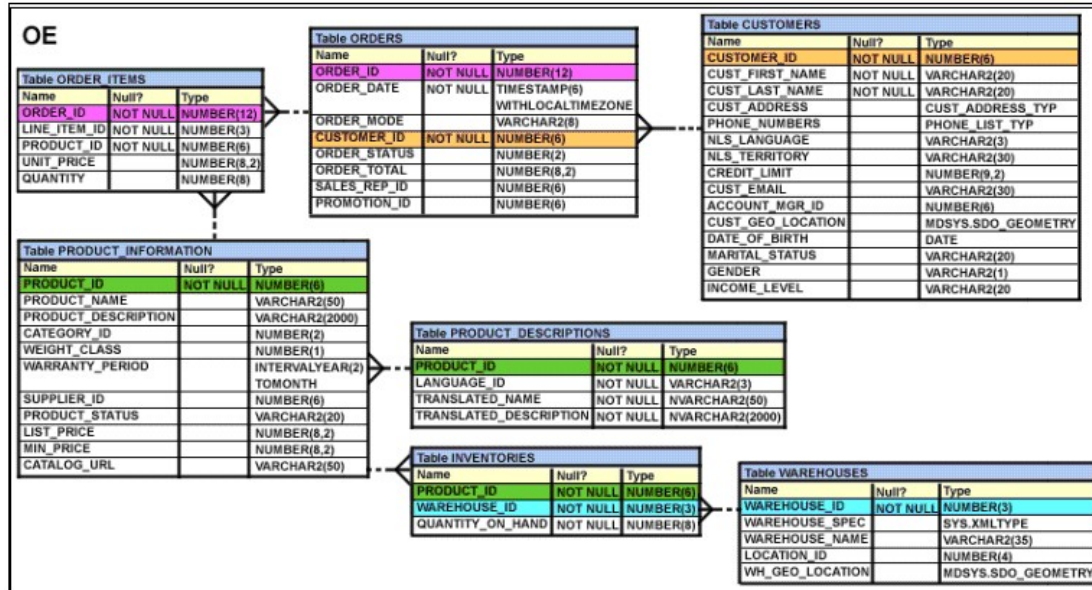 OE
Table ORDER_ITEMS
Name Null? Type
ORDER_ID NOT NULL NUMBER(12)
LINE_ITEM_ID NOT NULL NUMBER(3)
PRODUCT_ID NOT NULL NUMBER(6)
UNIT_PRICE NUMBER(8,2)
QUANTITY NUMBER(8)
Table ORDERS
Name Null? Type
ORDER_ID NOT NULL NUMBER(12)
ORDER_DATE NOT NULL TIMESTAMP(6)
WITHLOCALTIMEZONE
ORDER_MODE VARCHAR2(8)
CUSTOMER_ID NOT NULL NUMBER(6)
ORDER_STATUS NUMBER(2)
ORDER_TOTAL NUMBER(8,2)
SALES_REP_ID NUMBER(6)
PROMOTION_ID NUMBER(6)
Table CUSTOMERS
Name Null? Type
CUSTOMER_ID NOT NULL NUMBER(6)
CUST_FIRST_NAME NOT NULL VARCHAR2(20)
CUST_LAST_NAME NOT NULL VARCHAR2(20)
CUST_ADDRESS CUST_ADDRESS_TYP
PHONE_NUMBERS PHONE_LIST_TYP
NLS_LANGUAGE VARCHAR2(3)
NLS_TERRITORY VARCHAR2(30)
CREDIT_LIMIT NUMBER(9,2)
CUST_EMAIL VARCHAR2(30)
ACCOUNT_MGR_ID NUMBER(6)
CUST_GEO_LOCATION MDSYS.SDO_GEOMETRY
DATE_OF_BIRTH DATE
MARITAL_STATUS VARCHAR2(20)
GENDER VARCHAR2(1)
INCOME_LEVEL VARCHAR2(20
Table PRODUCT_INFORMATION
Name Null? Type
PRODUCT_ID NOT NULL NUMBER(6)
PRODUCT_NAME VARCHAR2(50)
PRODUCT_DESCRIPTION VARCHAR2(2000)
CATEGORY_ID NUMBER(2)
WEIGHT_CLASS NUMBER(1)
WARRANTY_PERIOD INTERVALYEAR(2)
TOMONTH
SUPPLIER_ID NUMBER(6)
PRODUCT_STATUS VARCHAR2(20)
LIST_PRICE NUMBER(8,2)
MIN_PRICE NUMBER(8,2)
CATALOG_URL VARCHAR2(50)
Table PRODUCT_DESCRIPTIONS
Name Null? Type
PRODUCT_ID NOT NULL NUMBER(6)
LANGUAGE_ID NOT NULL VARCHAR2(3)
TRANSLATED_NAME NOT NULL NVARCHAR2(50)
TRANSLATED_DESCRIPTION NOT NULL NVARCHAR2(2000)
Table INVENTORIES
Name Null? Type
PRODUCT_ID NOT NULL NUMBER(6)
WAREHOUSE_ID NOT NULL NUMBER(3)
QUANTITY_ON_HAND NOT NULL NUMBER(8)
Table WAREHOUSES
Name Null? Type
WAREHOUSE_ID NOT NULL NUMBER(3)
WAREHOUSE_SPEC SYS.XMLTYPE
WAREHOUSE_NAME VARCHAR2(35)
LOCATION_ID NUMBER(4)
WH_GEO_LOCATION MDSYS.SDO_GEOMETRY